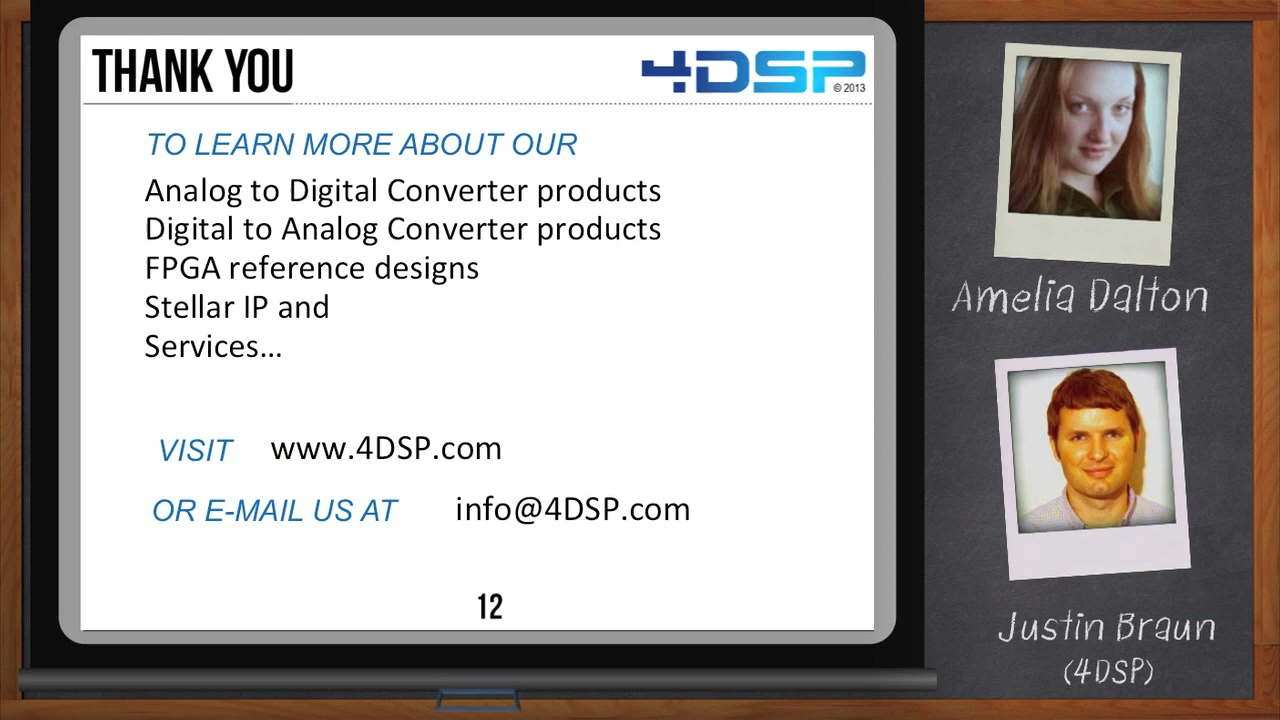 THANK YOU
4DSP
© 2013
TO LEARN MORE ABOUT OUR
Analog to Digital Converter products
Digital to Analog Converter products
FPGA reference designs
Stellar IP and
Services...
VISIT www.4DSP.com
OR E-MAIL US AT info@4DSP.com
12
Amelia Dalton
Justin Braun
(4DSP)